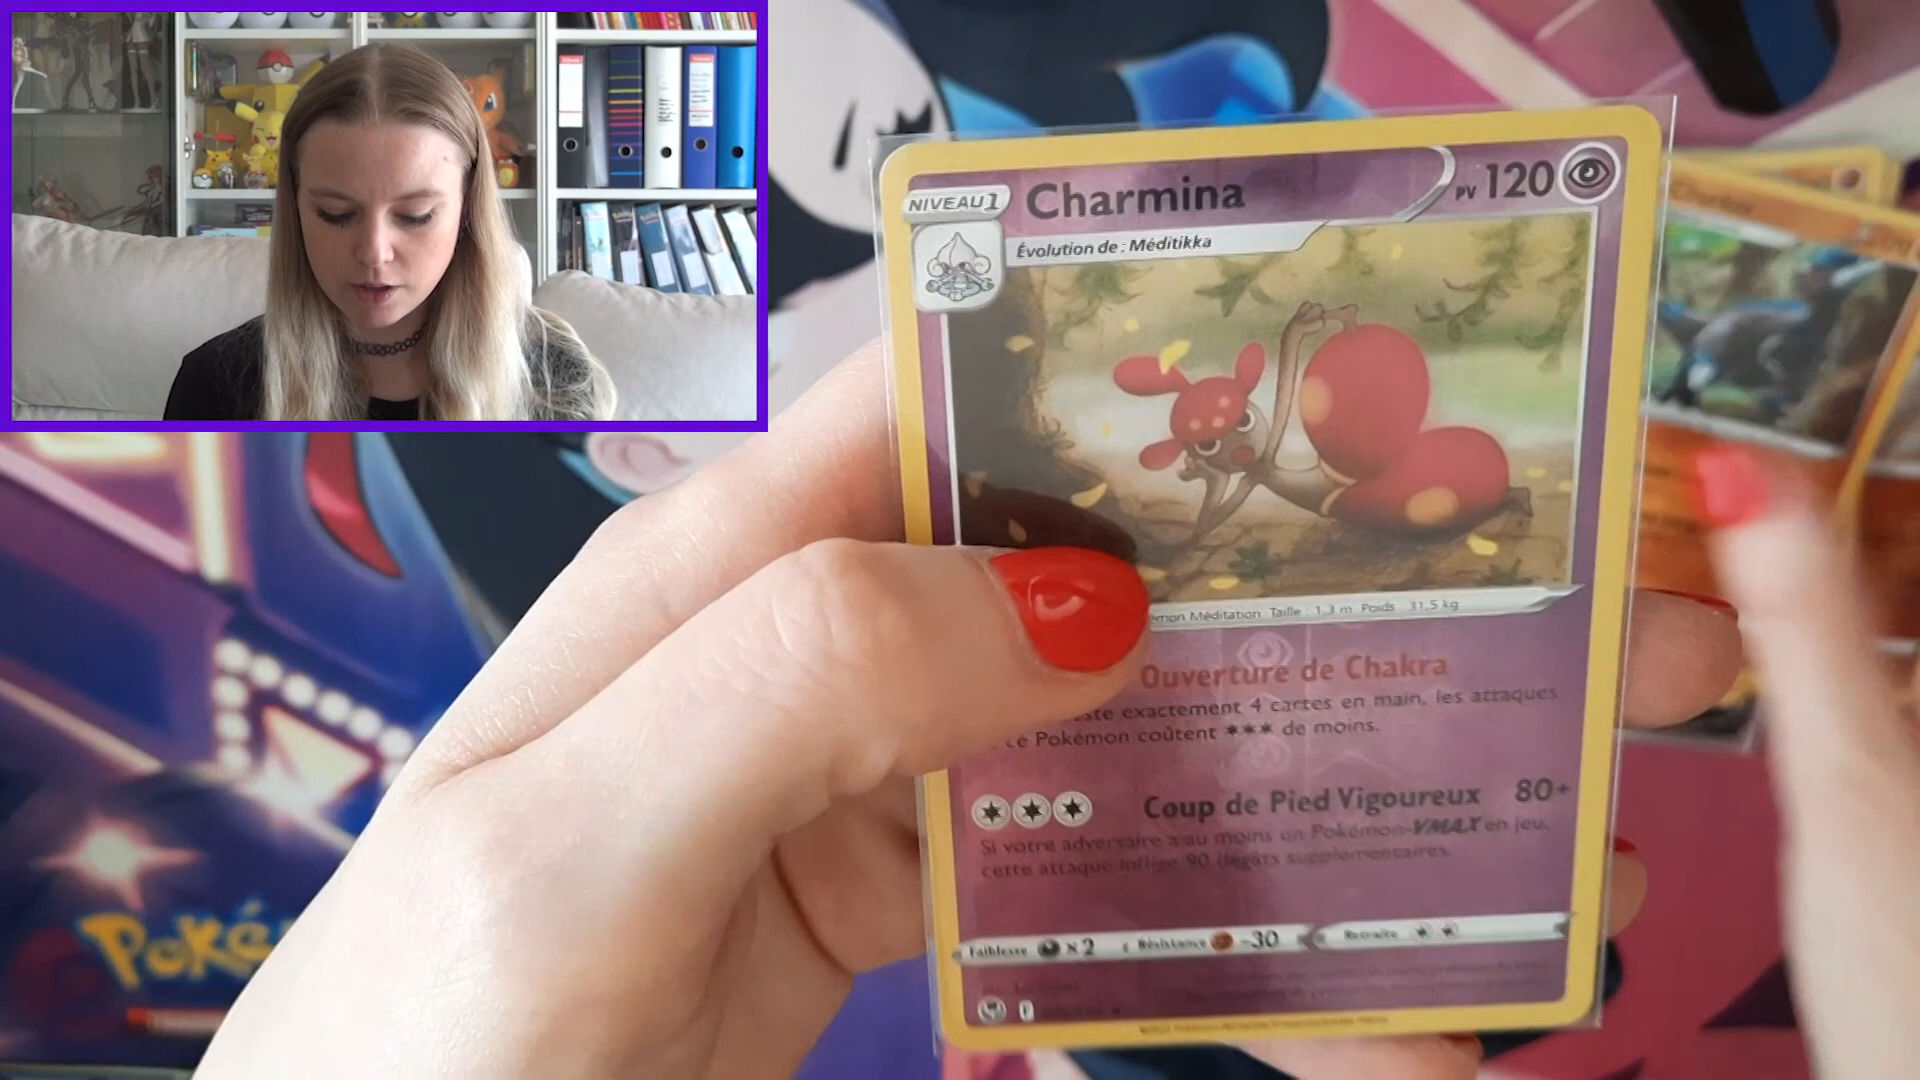 NIVEAU 1
Charmina
PV 120
Évolution de : Méditikka
Méditation Taille : 1,3 m Poids : 31,5 kg
Ouverture de Chakra
exactement 4 cartes en main, les attaques
ce Pokémon coûtent ✶✶✶ de moins.
Coup de Pied Vigoureux 80+
Si votre adversaire a au moins un Pokémon-VMAX en jeu,
cette attaque inflige 90 dégâts supplémentaires.
Faiblesse ×2 Résistance -30 Retraite
Poké